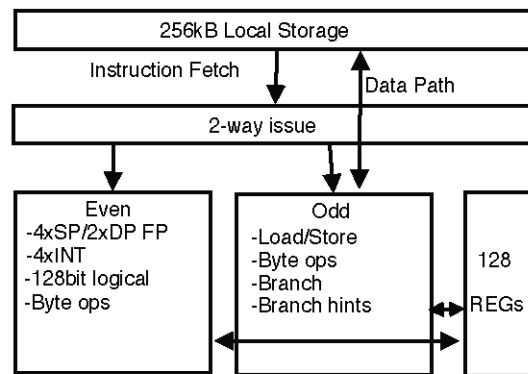 256kB Local Storage
Instruction Fetch
Data Path
2-way issue
Even
-4xSP/2xDP FP
-4xINT
-128bit logical
-Byte ops
Odd
-Load/Store
-Byte ops
-Branch
-Branch hints
128
REGs